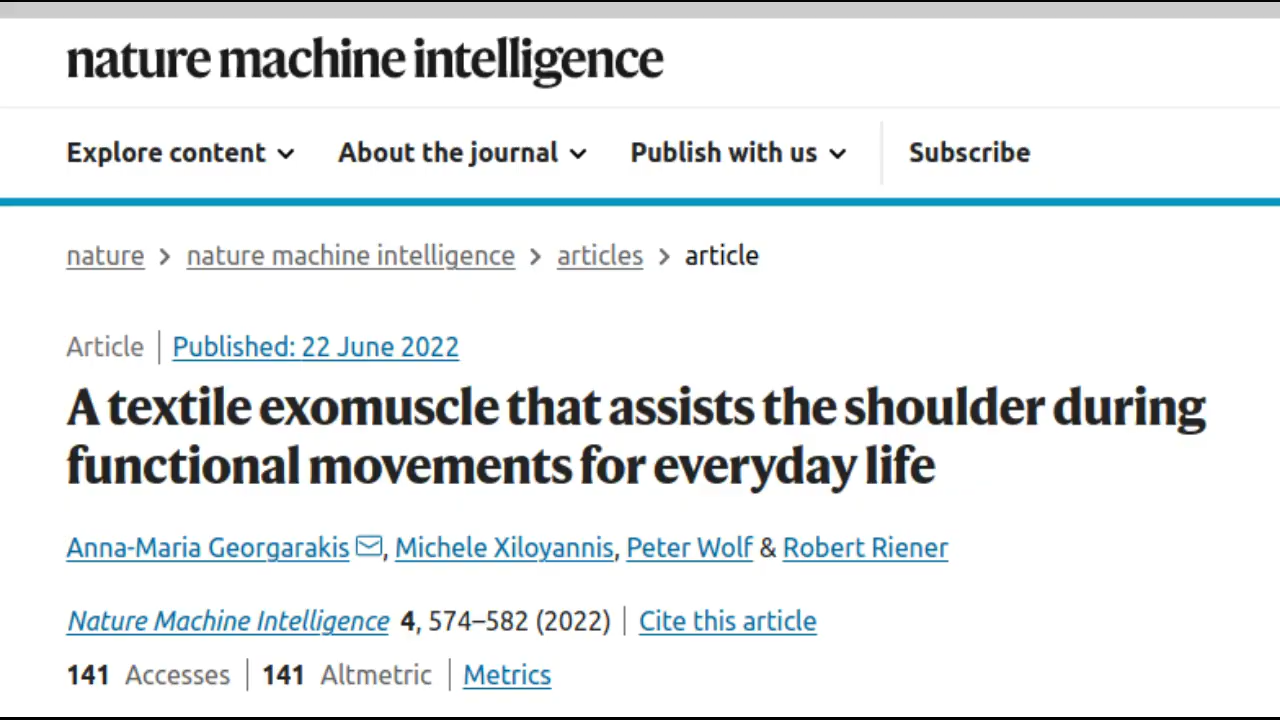 nature machine intelligence
Explore content About the journal Publish with us Subscribe
nature > nature machine intelligence > articles > article
Article | Published: 22 June 2022
A textile exomuscle that assists the shoulder during
functional movements for everyday life
Anna-Maria Georgarakis, Michele Xiloyannis, Peter Wolf & Robert Riener
Nature Machine Intelligence 4, 574–582 (2022) | Cite this article
141 Accesses | 141 Altmetric | Metrics